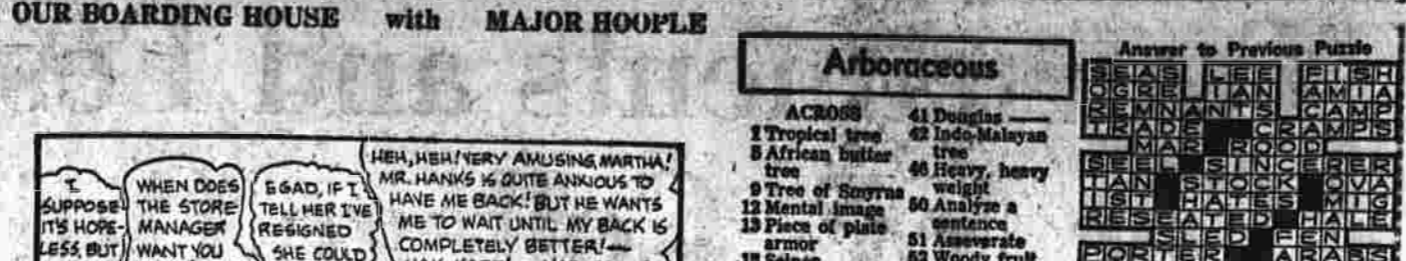 OUR BOARDING HOUSE with MAJOR HOOPLE
I
SUPPOSE
IT'S HOPE-
LESS, BUT
WHEN DOES
THE STORE
MANAGER
WANT YOU
EGAD, IF I
TELL HER I'VE
RESIGNED
SHE COULD
HEH, HEH! VERY AMUSING, MARTHA!
MR. HANKS IS QUITE ANXIOUS TO
HAVE ME BACK! BUT HE WANTS
ME TO WAIT UNTIL MY BACK IS
COMPLETELY BETTER!—
Arboraceous
ACROSS
1 Tropical tree
5 African butter
tree
9 Tree of Smyrna
12 Mental image
13 Piece of plate
armor
41 Douglas ——
42 Indo-Malayan
tree
46 Heavy, heavy
weight
50 Analyze a
sentence
51 Asseverate
52 Woody fruit
Answer to Previous Puzzle
SEAS LEE FISH
OGRE IAN AMIA
REMNANTS CAMP
TRADE CRAMPS
MAR ROOD
SEEL SINCERER
TAN STOCK OVA
IST HATES MIG
RESEATED HALE
SLED FEN
PORTER ARABS